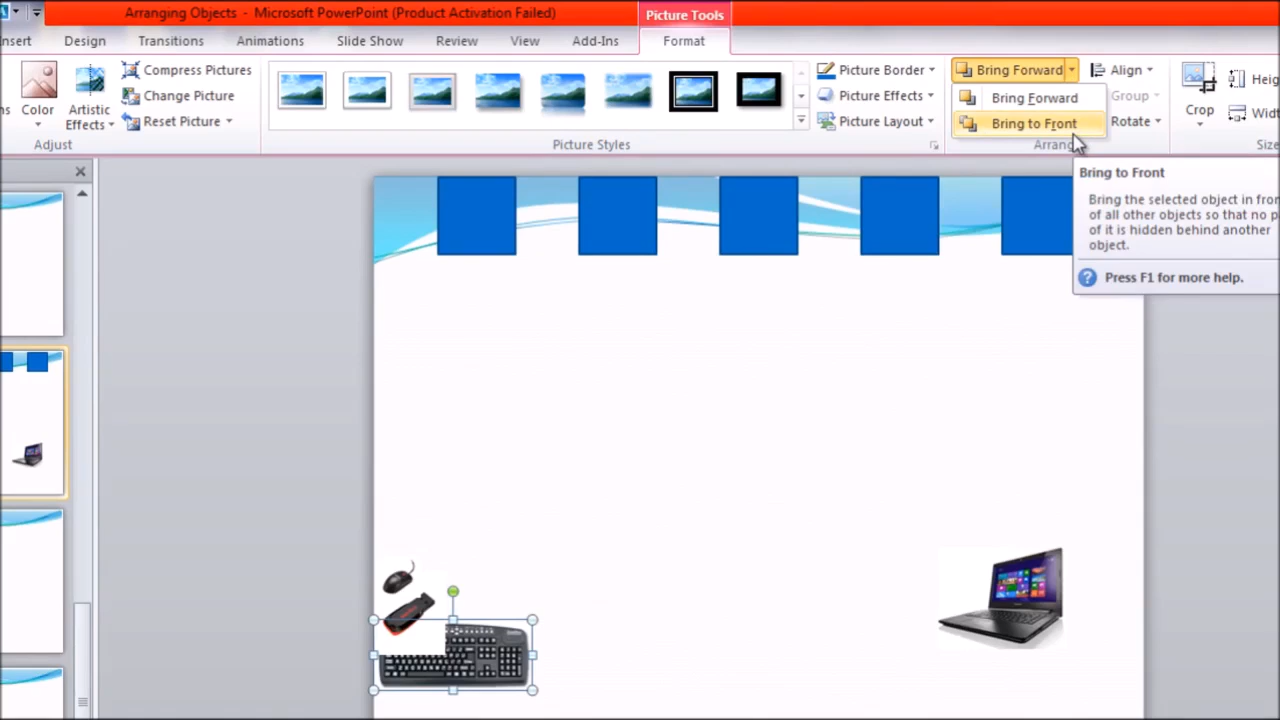 Arranging Objects - Microsoft PowerPoint (Product Activation Failed)
Picture Tools
nsert Design Transitions Animations Slide Show Review View Add-Ins Format
ns
Color
Artistic Effects
Compress Pictures
Change Picture
Reset Picture
Adjust
Picture Styles
Picture Border
Picture Effects
Picture Layout
Bring Forward
Bring Forward
Bring to Front
Arrang
Align
Group
Rotate
Crop
Heig
Widt
Size
Bring to Front
Bring the selected object in fron
of all other objects so that no p
of it is hidden behind another
object.
Press F1 for more help.